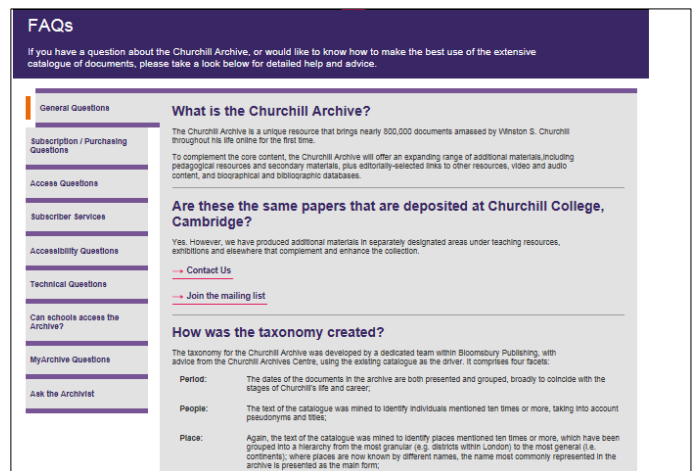 FAQs
If you have a question about the Churchill Archive, or would like to know how to make the best use of the extensive
catalogue of documents, please take a look below for detailed help and advice.
General Questions
Subscription / Purchasing
Questions
Access Questions
Subscriber Services
Accessibility Questions
Technical Questions
Can schools access the
Archive?
MyArchive Questions
Ask the Archivist
What is the Churchill Archive?
The Churchill Archive is a unique resource that brings nearly 800,000 documents amassed by Winston S. Churchill
throughout his life online for the first time.
To complement the core content, the Churchill Archive will offer an expanding range of additional materials,including
pedagogical resources and secondary materials, plus editorially-selected links to other resources, video and audio
content, and biographical and bibliographic databases.
Are these the same papers that are deposited at Churchill College,
Cambridge?
Yes. However, we have produced additional materials in separately designated areas under teaching resources,
exhibitions and elsewhere that complement and enhance the collection.
→ Contact Us
→ Join the mailing list
How was the taxonomy created?
The taxonomy for the Churchill Archive was developed by a dedicated team within Bloomsbury Publishing, with
advice from the Churchill Archives Centre, using the existing catalogue as the driver. It comprises four facets:
Period: The dates of the documents in the archive are both presented and grouped, broadly to coincide with the
stages of Churchill's life and career;
People: The text of the catalogue was mined to identify individuals mentioned ten times or more, taking into account
pseudonyms and titles;
Place: Again, the text of the catalogue was mined to identify places mentioned ten times or more, which have been
grouped into a hierarchy from the most granular (e.g. districts within London) to the most general (i.e.
continents); where places are now known by different names, the name most commonly represented in the
archive is presented as the main form;